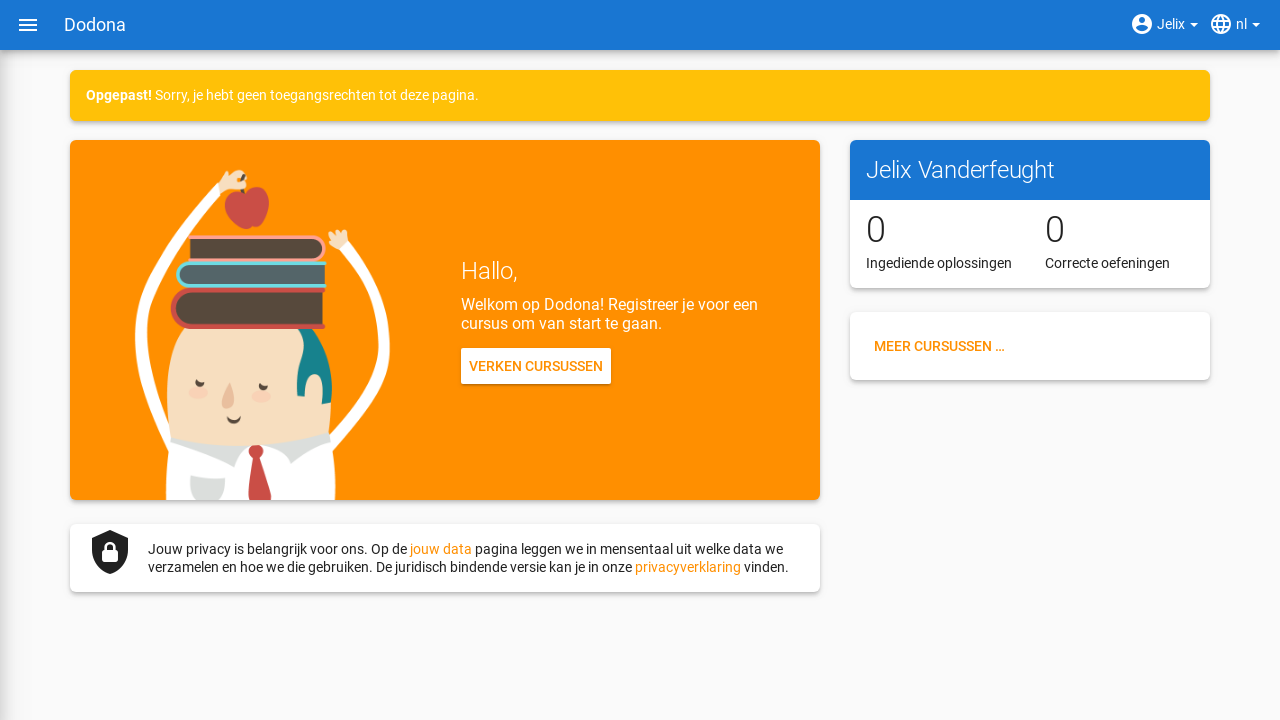 Dodona
Jelix
nl
Opgepast! Sorry, je hebt geen toegangsrechten tot deze pagina.
Hallo,
Welkom op Dodona! Registreer je voor een
cursus om van start te gaan.
VERKEN CURSUSSEN
Jelix Vanderfeught
0
Ingediende oplossingen
0
Correcte oefeningen
MEER CURSUSSEN ...
Jouw privacy is belangrijk voor ons. Op de jouw data pagina leggen we in mensentaal uit welke data we
verzamelen en hoe we die gebruiken. De juridisch bindende versie kan je in onze privacyverklaring vinden.